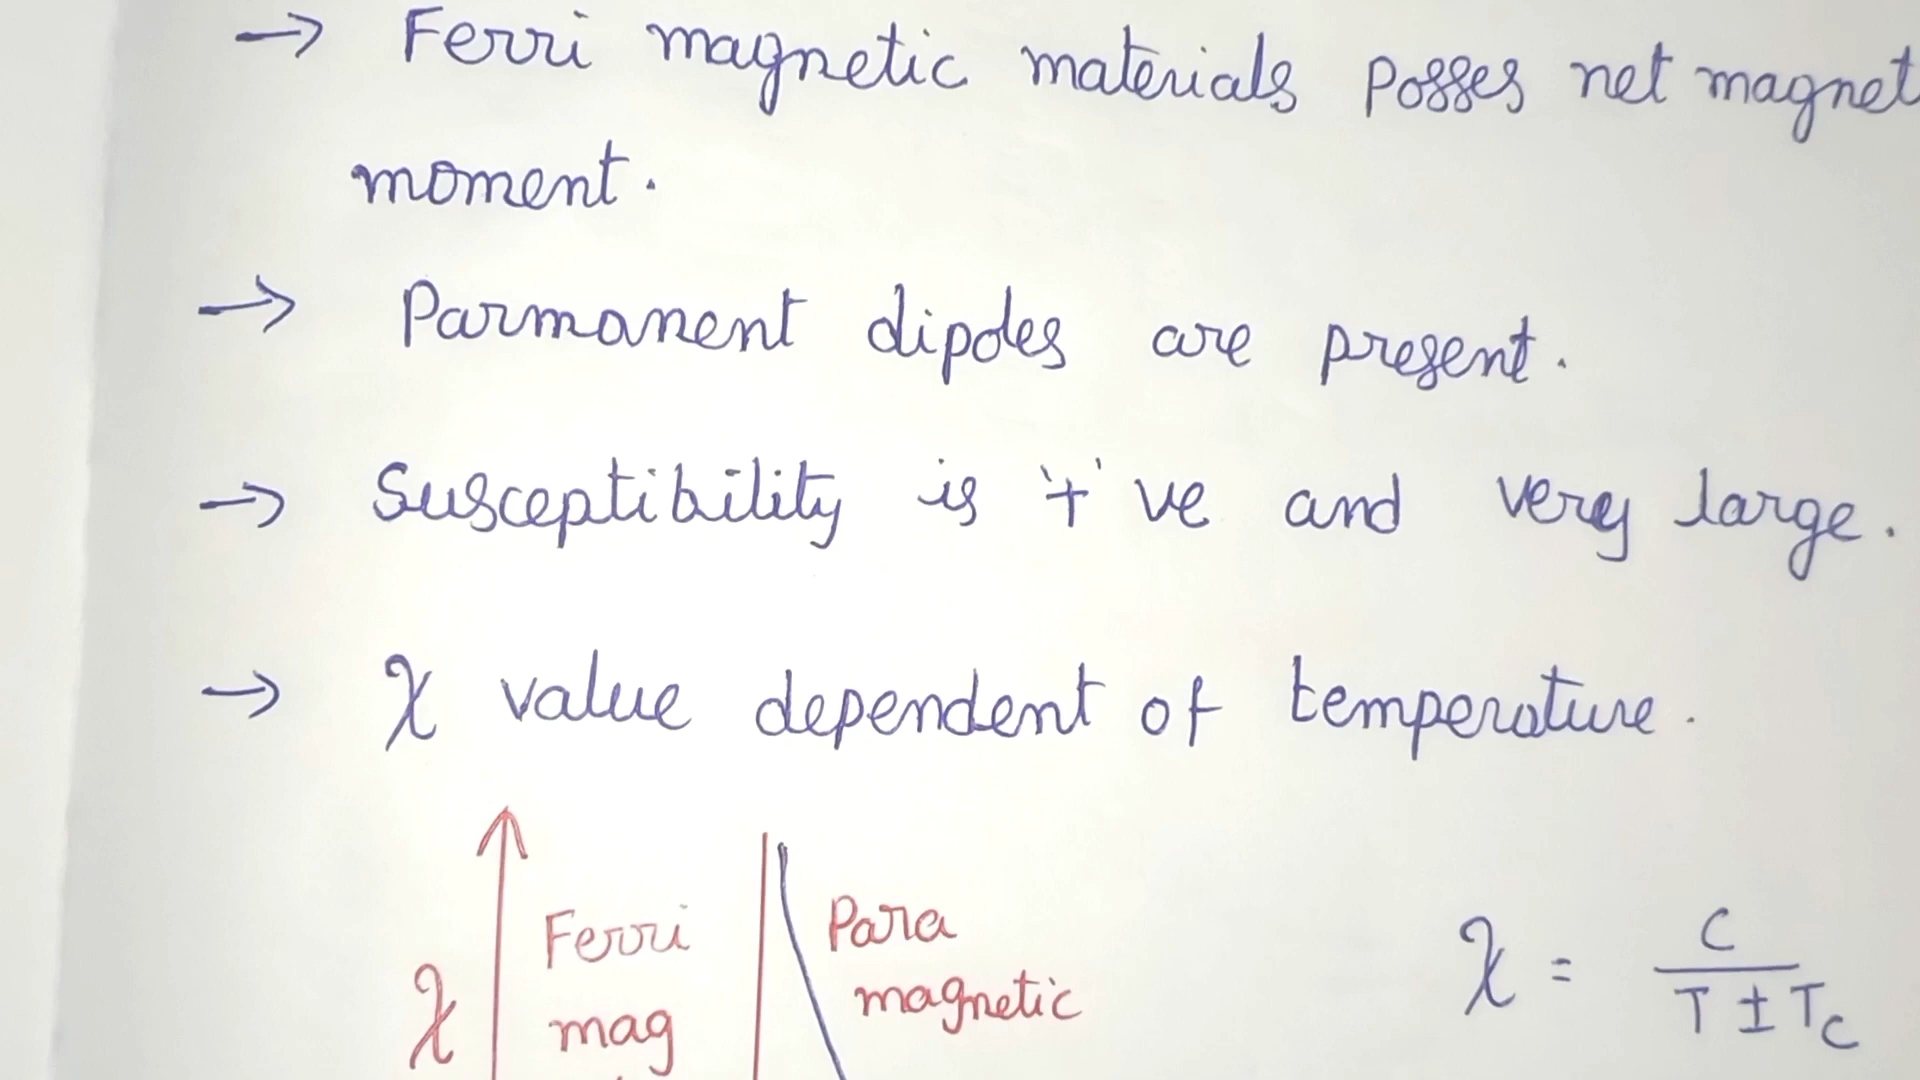 → Ferri magnetic materials posses net magnet
moment.
→ Parmanent dipoles are present.
→ Susceptibility is '+' ve and very large.
→ χ value dependent of temperature.
Ferri
mag
Para
magnetic
χ
χ = C / T ± Tc